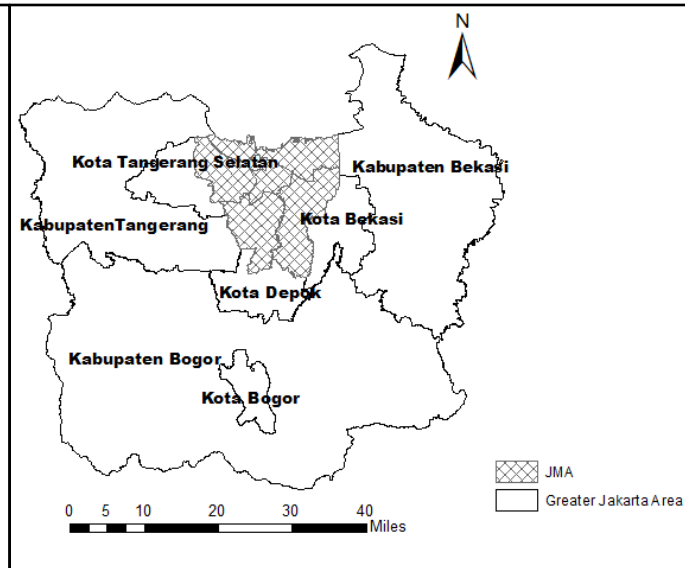 N
Kota Tangerang Selatan
Kabupaten Bekasi
KabupatenTangerang
Kota Bekasi
Kota Depok
Kabupaten Bogor
Kota Bogor
JMA
Greater Jakarta Area
0 5 10 20 30 40
Miles